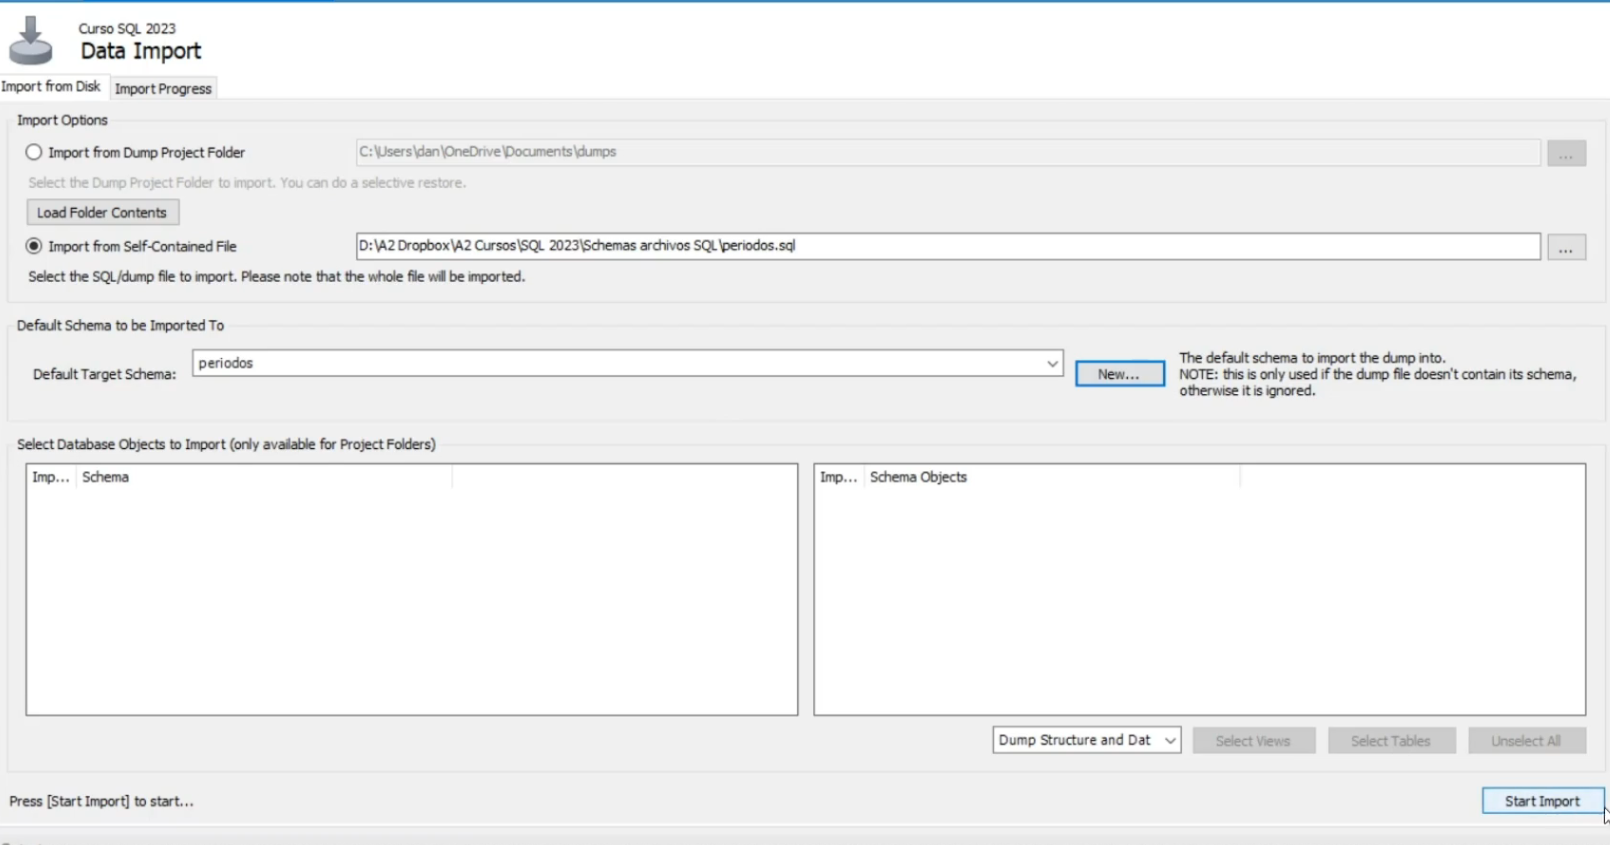 Curso SQL 2023
Data Import
Import from Disk
Import Progress
Import Options
Import from Dump Project Folder
C:\Users\dan\OneDrive\Documents\dumps
...
Select the Dump Project Folder to import. You can do a selective restore.
Load Folder Contents
Import from Self-Contained File
D:\A2 Dropbox\A2 Cursos\SQL 2023\Schemas archivos SQL\periodos.sql
...
Select the SQL/dump file to import. Please note that the whole file will be imported.
Default Schema to be Imported To
Default Target Schema:
periodos
New...
The default schema to import the dump into.
NOTE: this is only used if the dump file doesn't contain its schema,
otherwise it is ignored.
Select Database Objects to Import (only available for Project Folders)
Imp... Schema
Imp... Schema Objects
Dump Structure and Dat
Select Views
Select Tables
Unselect All
Press [Start Import] to start...
Start Import